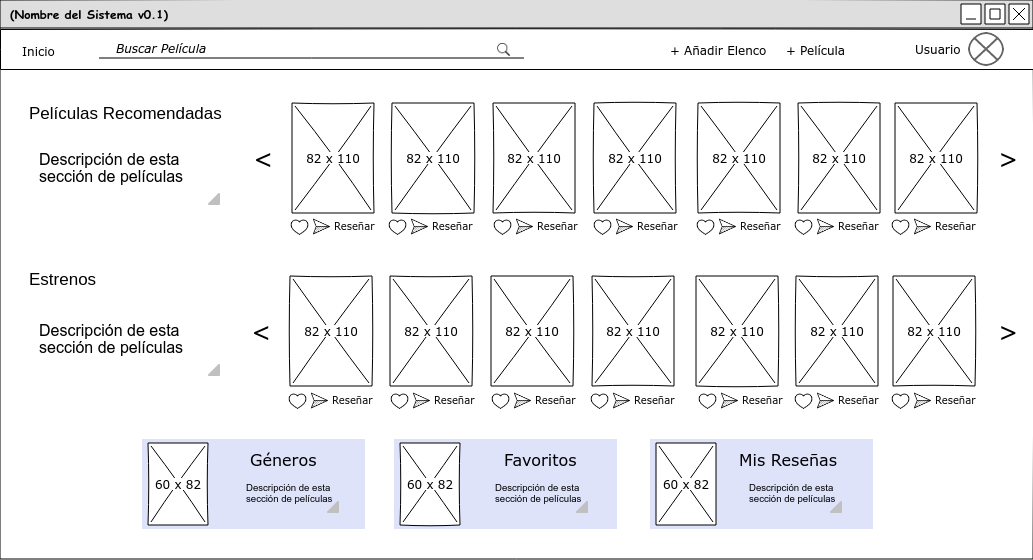 (Nombre del Sistema v0.1)
Inicio
Buscar Película
+ Añadir Elenco
+ Película
Usuario
Películas Recomendadas
Descripción de esta
sección de películas
<
82 x 110
82 x 110
82 x 110
82 x 110
82 x 110
82 x 110
82 x 110
>
Reseñar
Reseñar
Reseñar
Reseñar
Reseñar
Reseñar
Reseñar
Estrenos
Descripción de esta
sección de películas
<
82 x 110
82 x 110
82 x 110
82 x 110
82 x 110
82 x 110
82 x 110
>
Reseñar
Reseñar
Reseñar
Reseñar
Reseñar
Reseñar
Reseñar
60 x 82
Géneros
Descripción de esta
sección de películas
60 x 82
Favoritos
Descripción de esta
sección de películas
60 x 82
Mis Reseñas
Descripción de esta
sección de películas